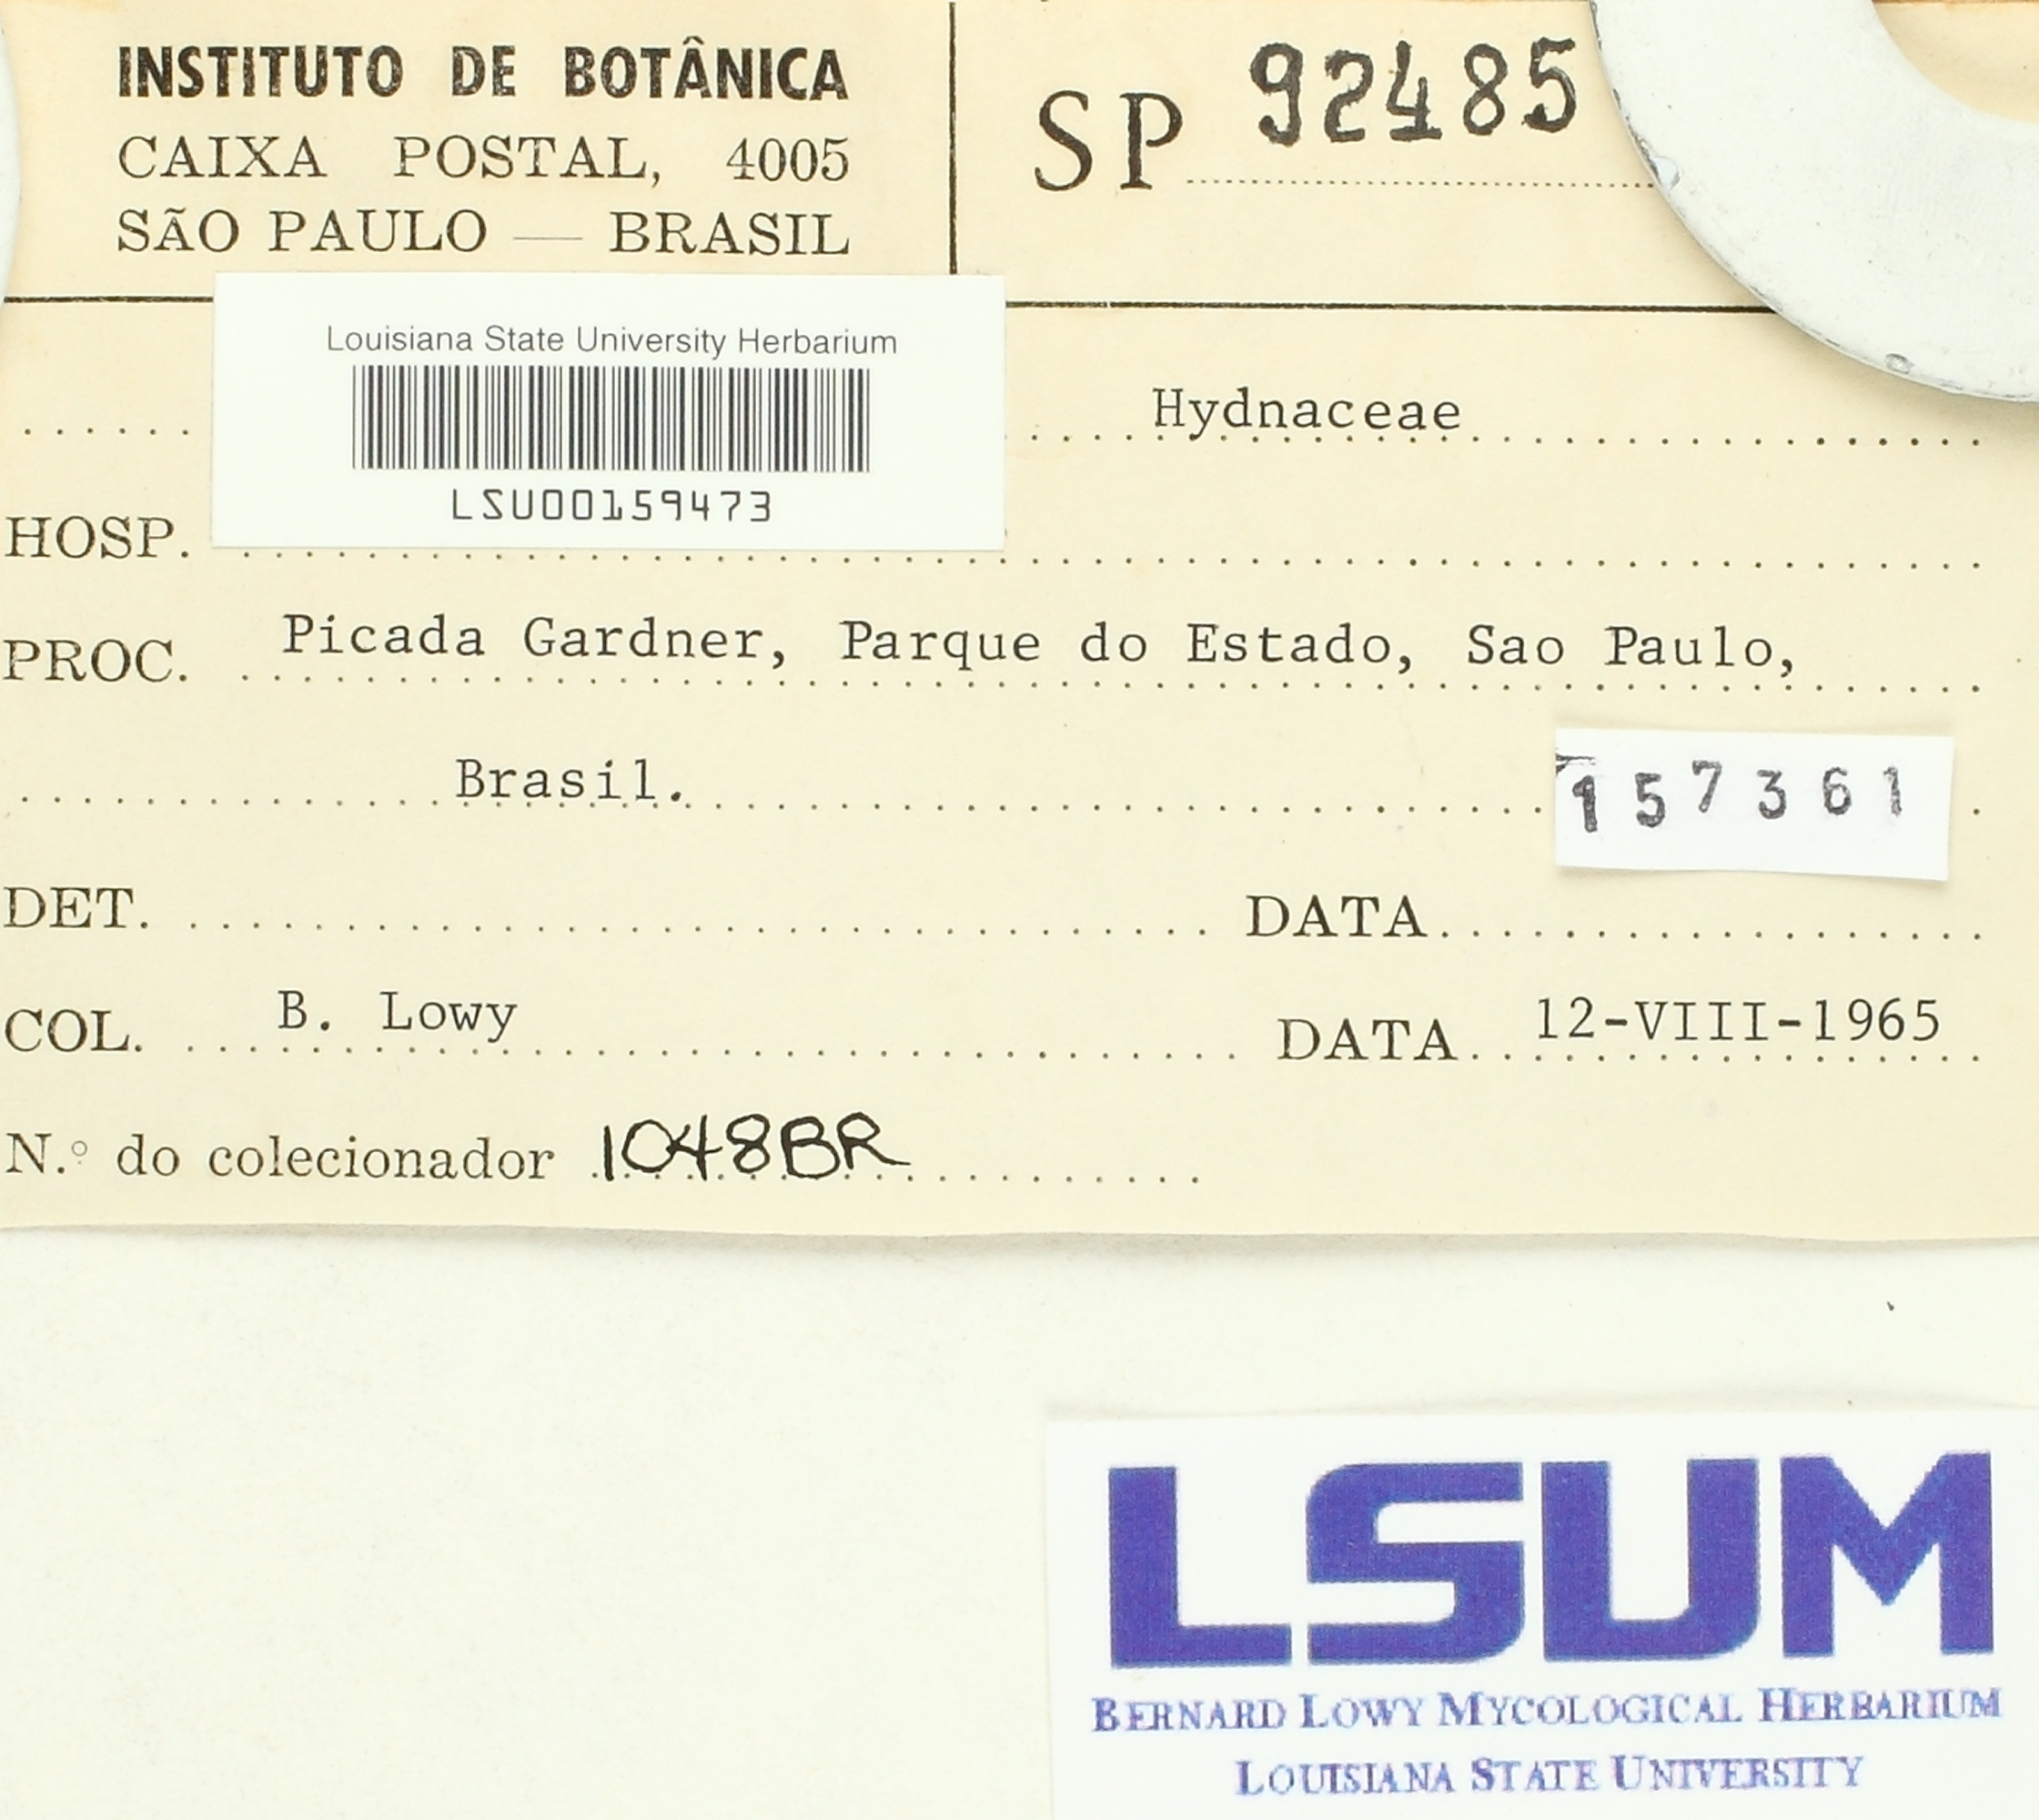 INSTITUTO DE BOTÂNICA
CAIXA POSTAL, 4005
SÃO PAULO — BRASIL
SP 92485
Louisiana State University Herbarium
LSU00159473
Hydnaceae
HOSP.
PROC. Picada Gardner, Parque do Estado, Sao Paulo,
Brasil.
157361
DET. DATA
COL. B. Lowy DATA 12-VIII-1965
N.º do colecionador 1048BR
LSUM
BERNARD LOWY MYCOLOGICAL HERBARIUM
LOUISIANA STATE UNIVERSITY